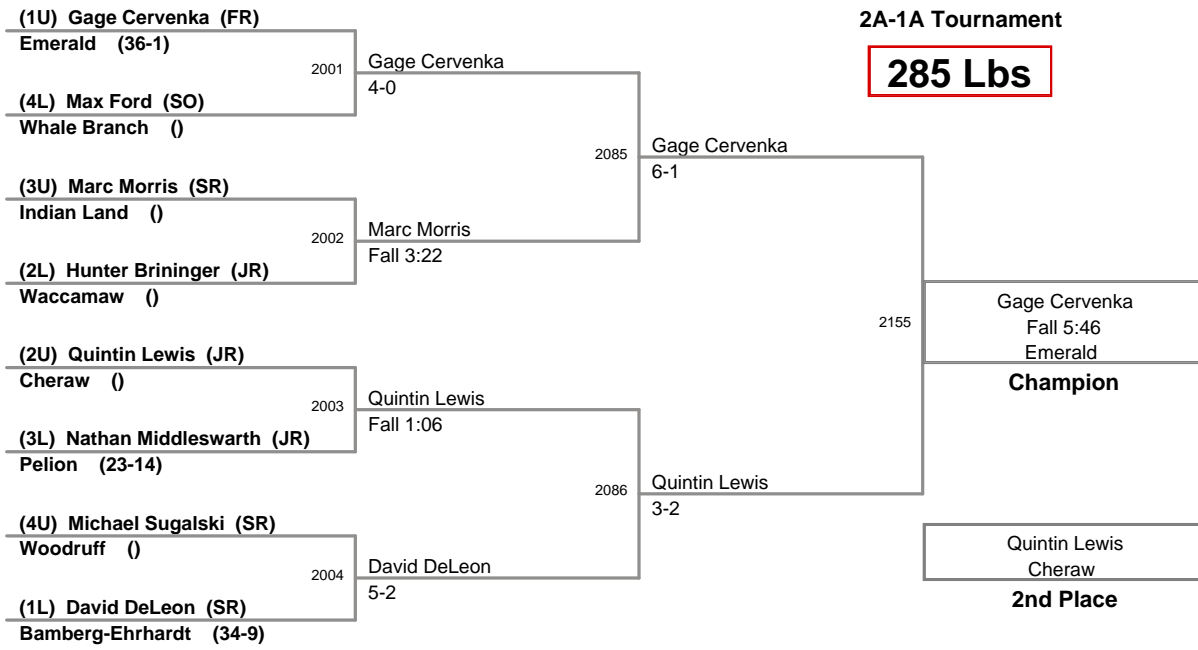 2A-1A Tournament
285 Lbs
(1U) Gage Cervenka (FR)
Emerald (36-1)
2001
Gage Cervenka
4-0
(4L) Max Ford (SO)
Whale Branch ()
2085
Gage Cervenka
6-1
(3U) Marc Morris (SR)
Indian Land ()
2002
Marc Morris
Fall 3:22
(2L) Hunter Brininger (JR)
Waccamaw ()
2155
Gage Cervenka
Fall 5:46
Emerald
Champion
(2U) Quintin Lewis (JR)
Cheraw ()
2003
Quintin Lewis
Fall 1:06
(3L) Nathan Middleswarth (JR)
Pelion (23-14)
2086
Quintin Lewis
3-2
(4U) Michael Sugalski (SR)
Woodruff ()
2004
David DeLeon
5-2
(1L) David DeLeon (SR)
Bamberg-Ehrhardt (34-9)
Quintin Lewis
Cheraw
2nd Place